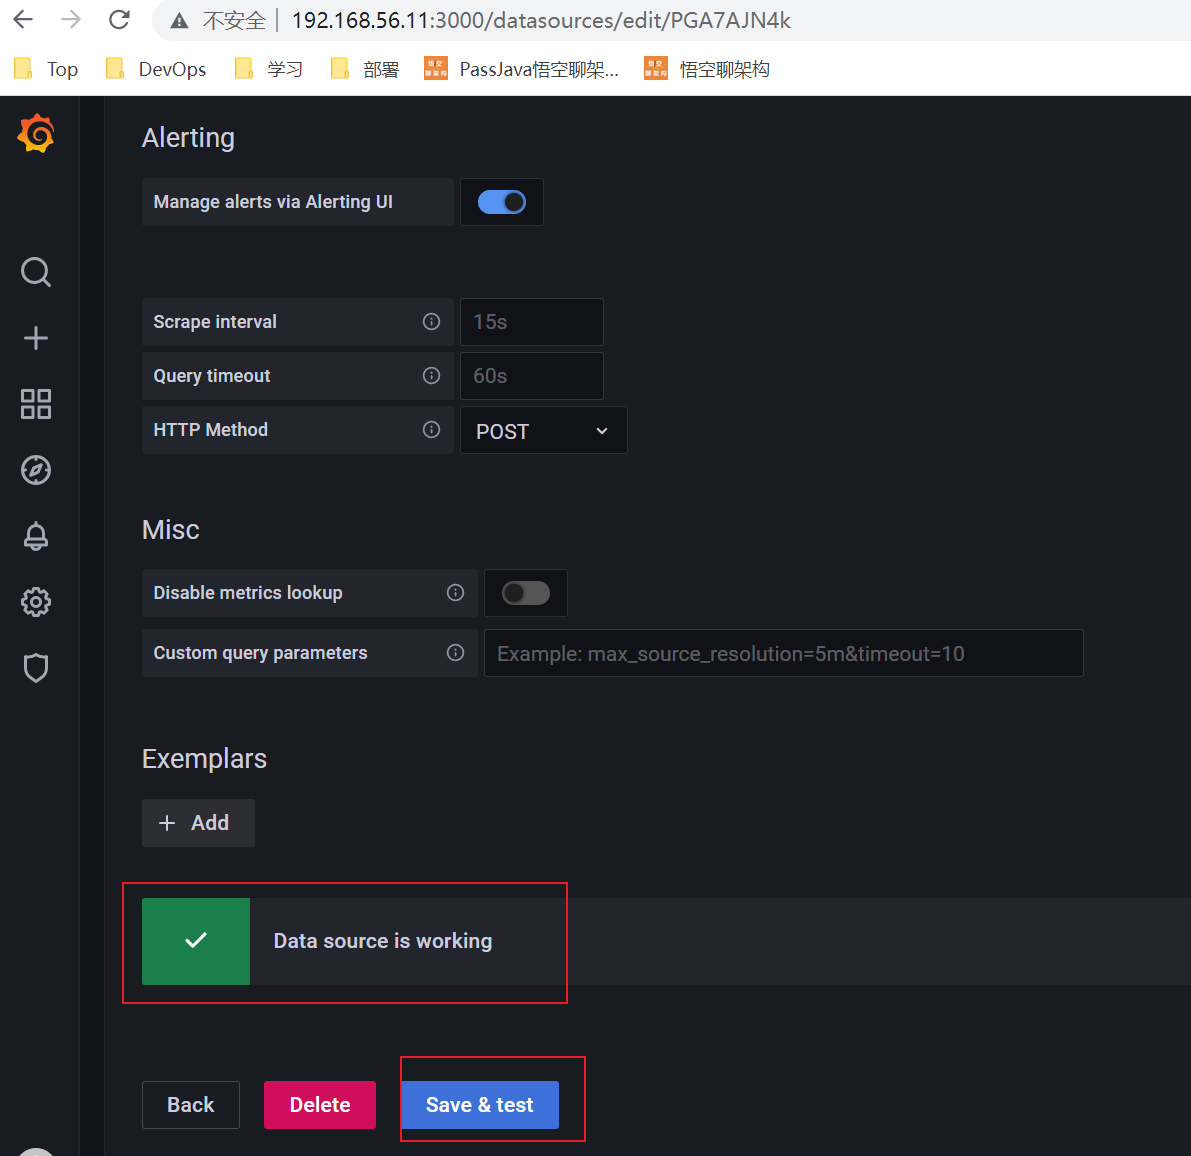 不安全 192.168.56.11:3000/datasources/edit/PGA7AJN4k
Top DevOps 学习 部署 PassJava悟空聊架... 悟空聊架构
Alerting
Manage alerts via Alerting UI
Scrape interval 15s
Query timeout 60s
HTTP Method POST
Misc
Disable metrics lookup
Custom query parameters Example: max_source_resolution=5m&timeout=10
Exemplars
+ Add
Data source is working
Back Delete Save & test